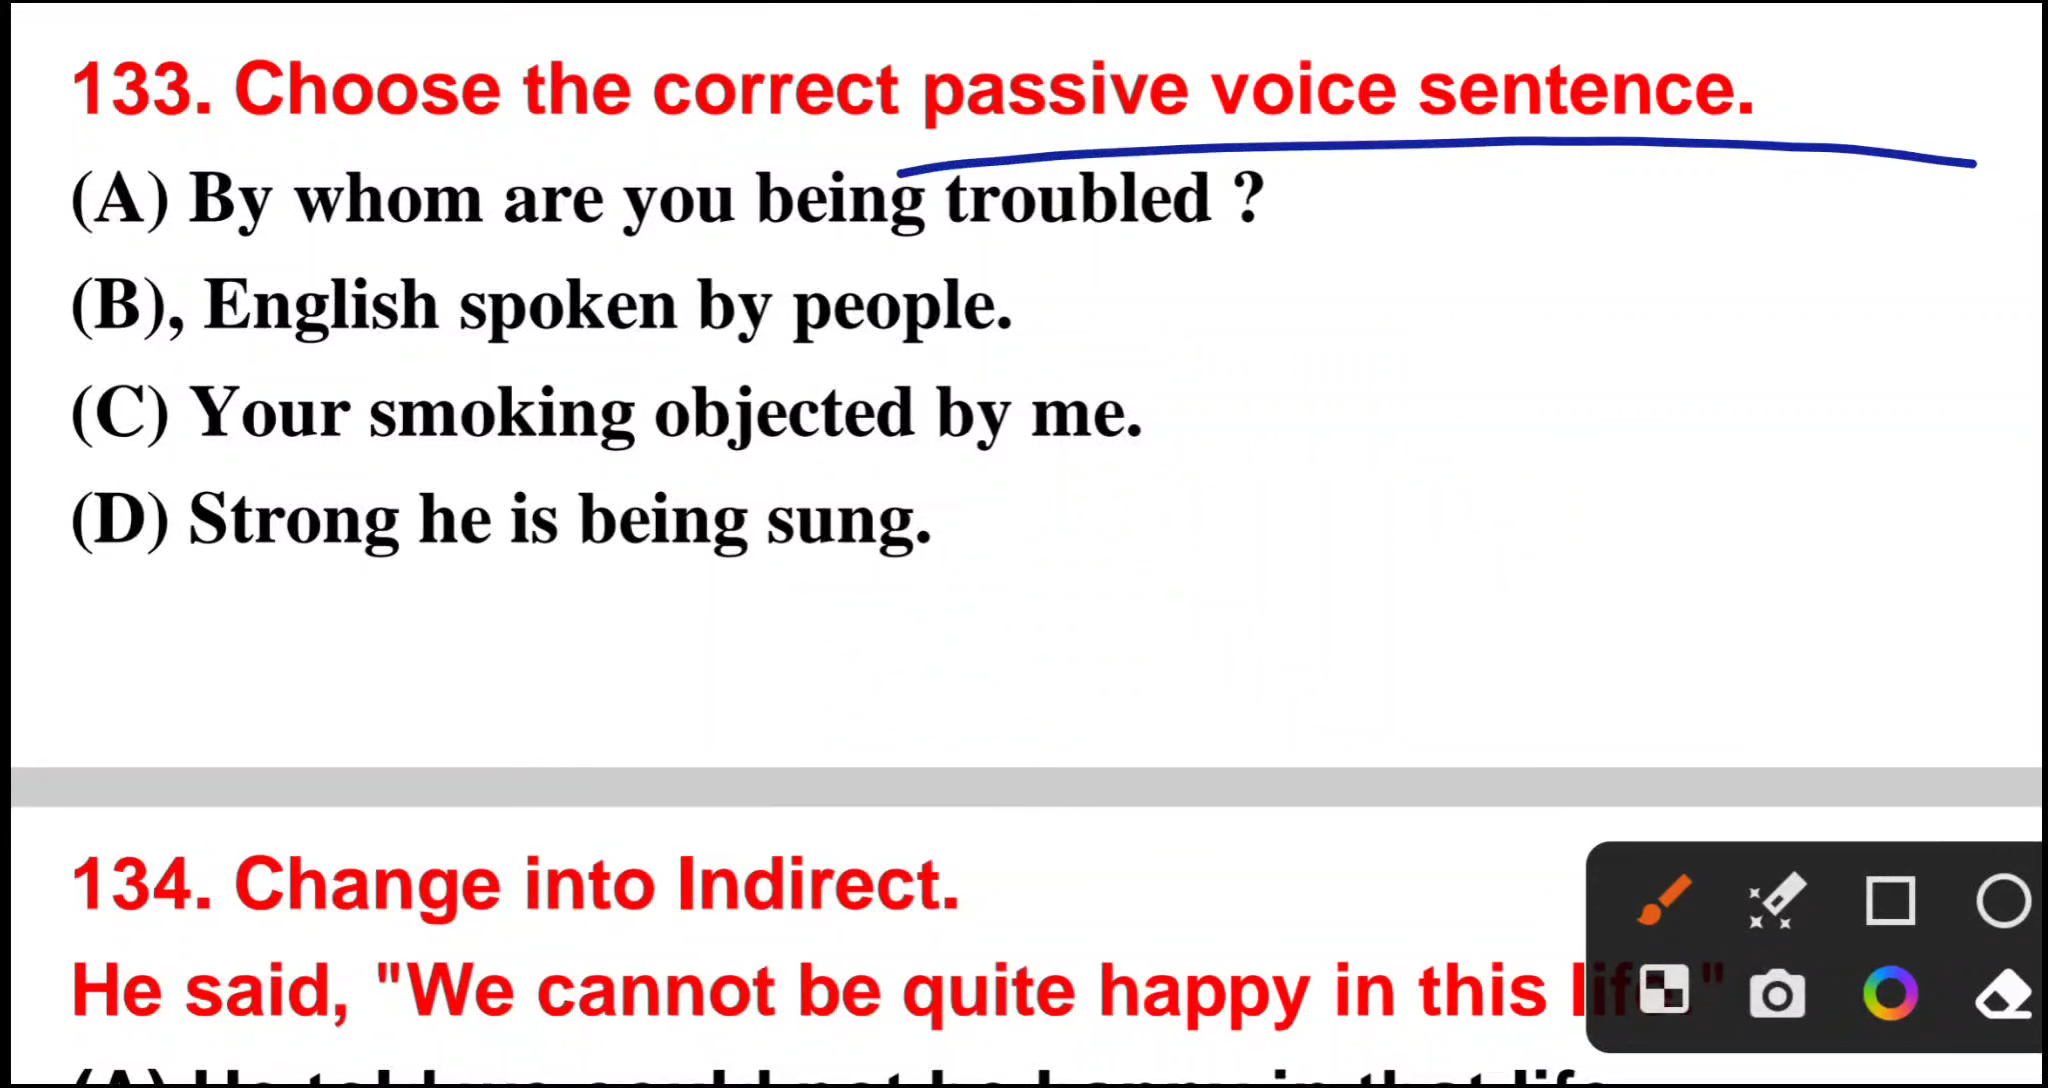 133. Choose the correct passive voice sentence.
(A) By whom are you being troubled ?
(B), English spoken by people.
(C) Your smoking objected by me.
(D) Strong he is being sung.
134. Change into Indirect.
He said, "We cannot be quite happy in this life."